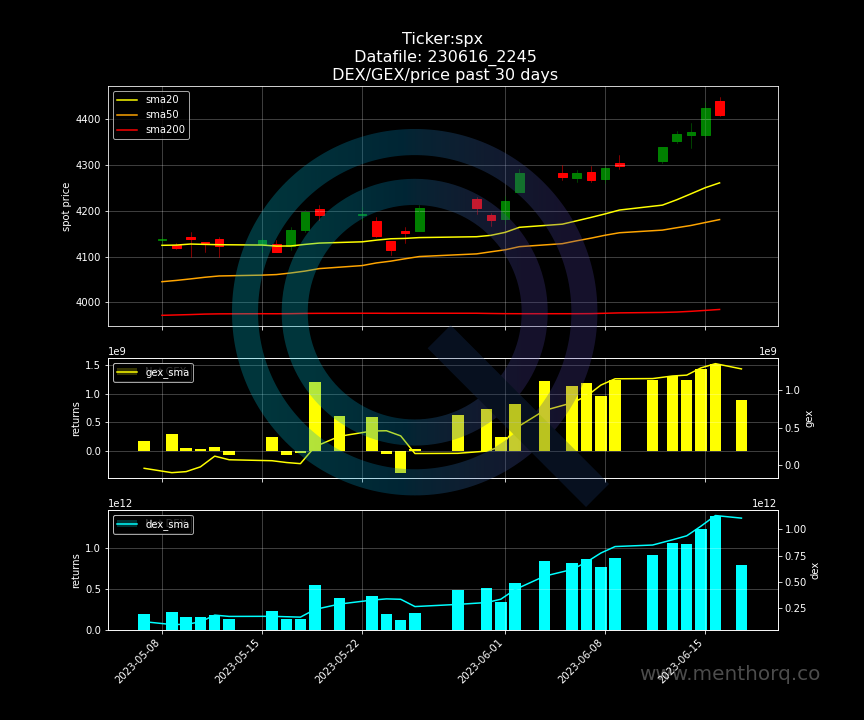 Ticker:spx
Datafile: 230616_2245
DEX/GEX/price past 30 days
sma20
sma50
sma200
spot price
4400
4300
4200
4100
4000
1e9
1e9
gex_sma
returns
1.5
1.0
0.5
0.0
gex
1.0
0.5
0.0
1e12
1e12
dex_sma
returns
1.0
0.5
0.0
dex
1.00
0.75
0.50
0.25
2023-05-08
2023-05-15
2023-05-22
2023-06-01
2023-06-08
2023-06-15
www.menthorq.co